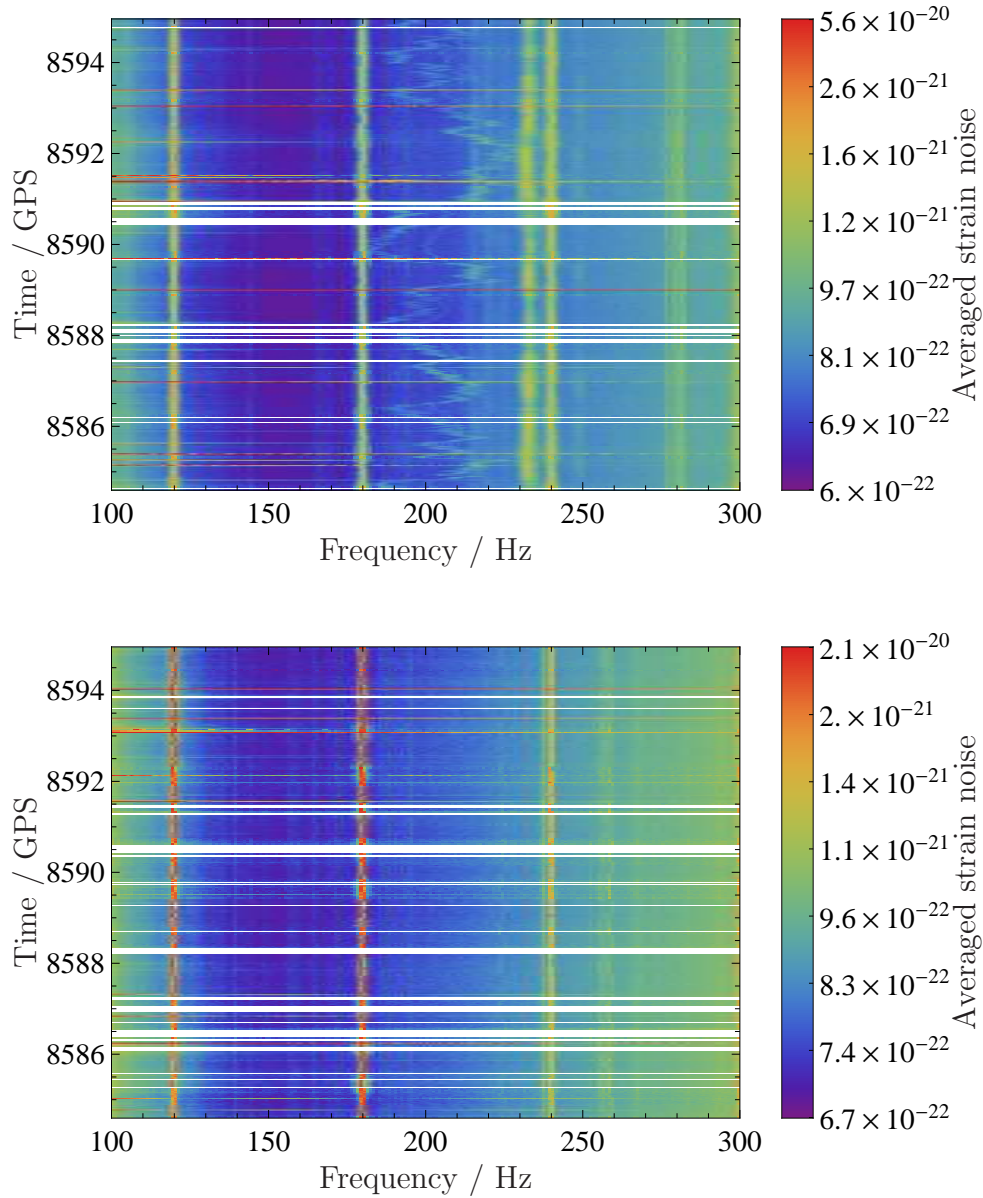 5.6 × 10⁻²⁰
8594
2.6 × 10⁻²¹
8592
1.6 × 10⁻²¹
1.2 × 10⁻²¹
8590
9.7 × 10⁻²²
8588
8.1 × 10⁻²²
8586
6.9 × 10⁻²²
6. × 10⁻²²
Time / GPS
Averaged strain noise
100 150 200 250 300
Frequency / Hz
2.1 × 10⁻²⁰
8594
2 × 10⁻²¹
8592
1.4 × 10⁻²¹
1.1 × 10⁻²¹
8590
9.6 × 10⁻²²
8588
8.3 × 10⁻²²
8586
7.4 × 10⁻²²
6.7 × 10⁻²²
Time / GPS
Averaged strain noise
100 150 200 250 300
Frequency / Hz